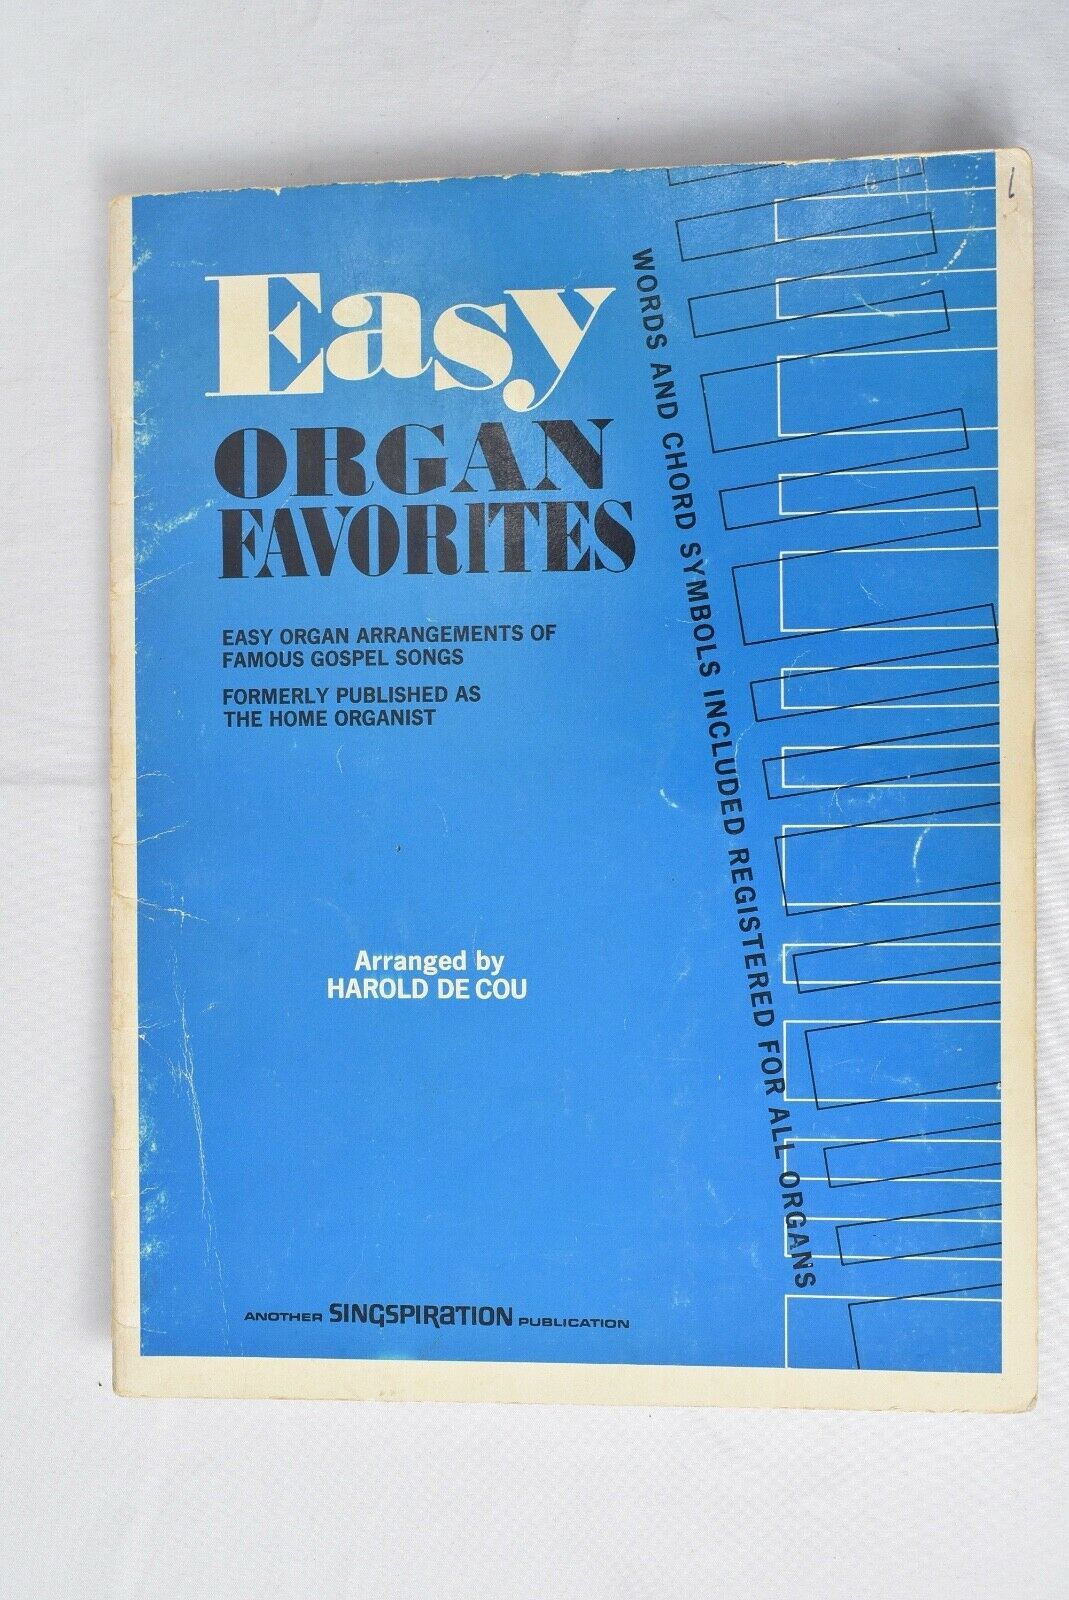 Easy
ORGAN
FAVORITES
EASY ORGAN ARRANGEMENTS OF
FAMOUS GOSPEL SONGS
FORMERLY PUBLISHED AS
THE HOME ORGANIST
WORDS AND CHORD SYMBOLS INCLUDED REGISTERED FOR ALL ORGANS
Arranged by
HAROLD DE COU
ANOTHER SINGSPIRATION PUBLICATION